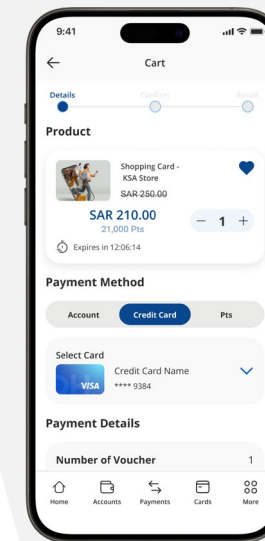 9:41
Cart
Details Confirm Result
Product
Shopping Card -
KSA Store
SAR 250.00
SAR 210.00
21,000 Pts
− 1 +
Expires in 12:06:14
Payment Method
Account Credit Card Pts
Select Card
VISA
Credit Card Name
**** 9384
Payment Details
Number of Voucher 1
Home Accounts Payments Cards More